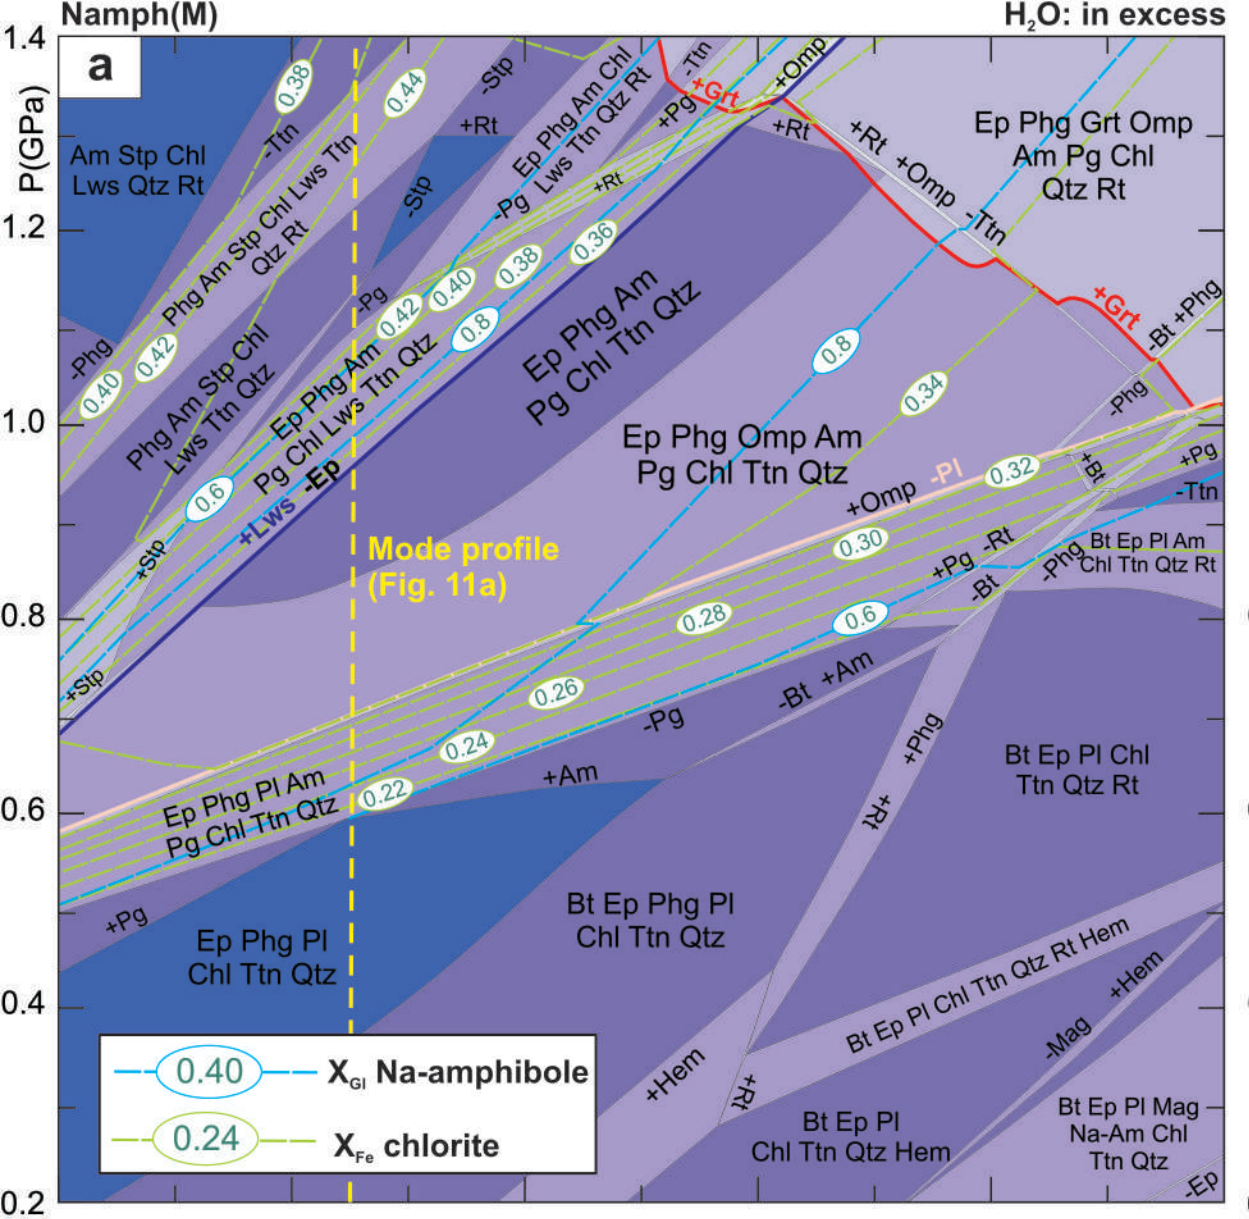 Namph(M)
H₂O: in excess
a
P(GPa)
1.4
1.2
1.0
0.8
0.6
0.4
0.2
Am Stp Chl
Lws Qtz Rt
0.38
-Ttn
0.44
Phg Am Stp Chl Lws Ttn
Qtz Rt
-Stp
+Rt
-Stp
Ep Phg Am Chl
Lws Ttn Qtz Rt
-Ttn
+Pg
+Grt
+Omp
+Rt
-Pg
+Rt
+Rt +Omp
-Ttn
Ep Phg Grt Omp
Am Pg Chl
Qtz Rt
+Grt
-Bt +Phg
-Phg
-Phg
0.40
0.42
Phg Am Stp Chl
Lws Ttn Qtz
-Pg
0.42
0.40
0.38
0.36
0.8
Ep Phg Am
Pg Chl Lws Ttn Qtz
0.6
+Lws -Ep
+Stp
+Stp
Ep Phg Am
Pg Chl Ttn Qtz
0.8
0.34
Ep Phg Omp Am
Pg Chl Ttn Qtz
-Pl
+Omp
0.32
+Bt
+Pg
-Ttn
Mode profile
(Fig. 11a)
0.30
+Pg -Rt
-Bt
-Phg
Bt Ep Pl Am
Chl Ttn Qtz Rt
0.28
0.6
0.26
0.24
0.22
-Pg
-Bt +Am
+Am
Ep Phg Pl Am
Pg Chl Ttn Qtz
+Pg
Ep Phg Pl
Chl Ttn Qtz
Bt Ep Phg Pl
Chl Ttn Qtz
+Phg
+Rt
Bt Ep Pl Chl
Ttn Qtz Rt
Bt Ep Pl Chl Ttn Qtz Rt Hem
+Hem
-Mag
+Hem
+Rt
Bt Ep Pl
Chl Ttn Qtz Hem
Bt Ep Pl Mag
Na-Am Chl
Ttn Qtz
-Ep
0.40 X_Gl Na-amphibole
0.24 X_Fe chlorite